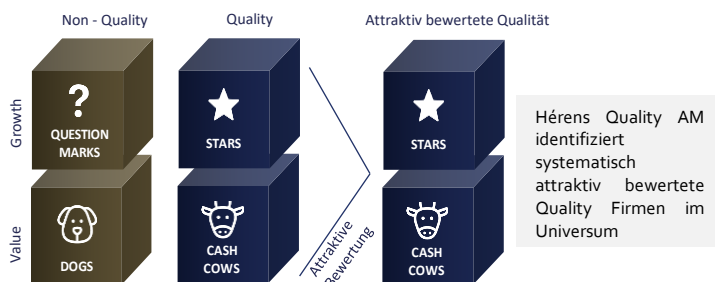 Non - Quality
Quality
Attraktiv bewertete Qualität
Growth
?
QUESTION
MARKS
STARS
STARS
Hérens Quality AM
identifiziert
systematisch
attraktiv bewertete
Quality Firmen im
Universum
Value
DOGS
CASH
COWS
Attraktive
Bewertung
CASH
COWS